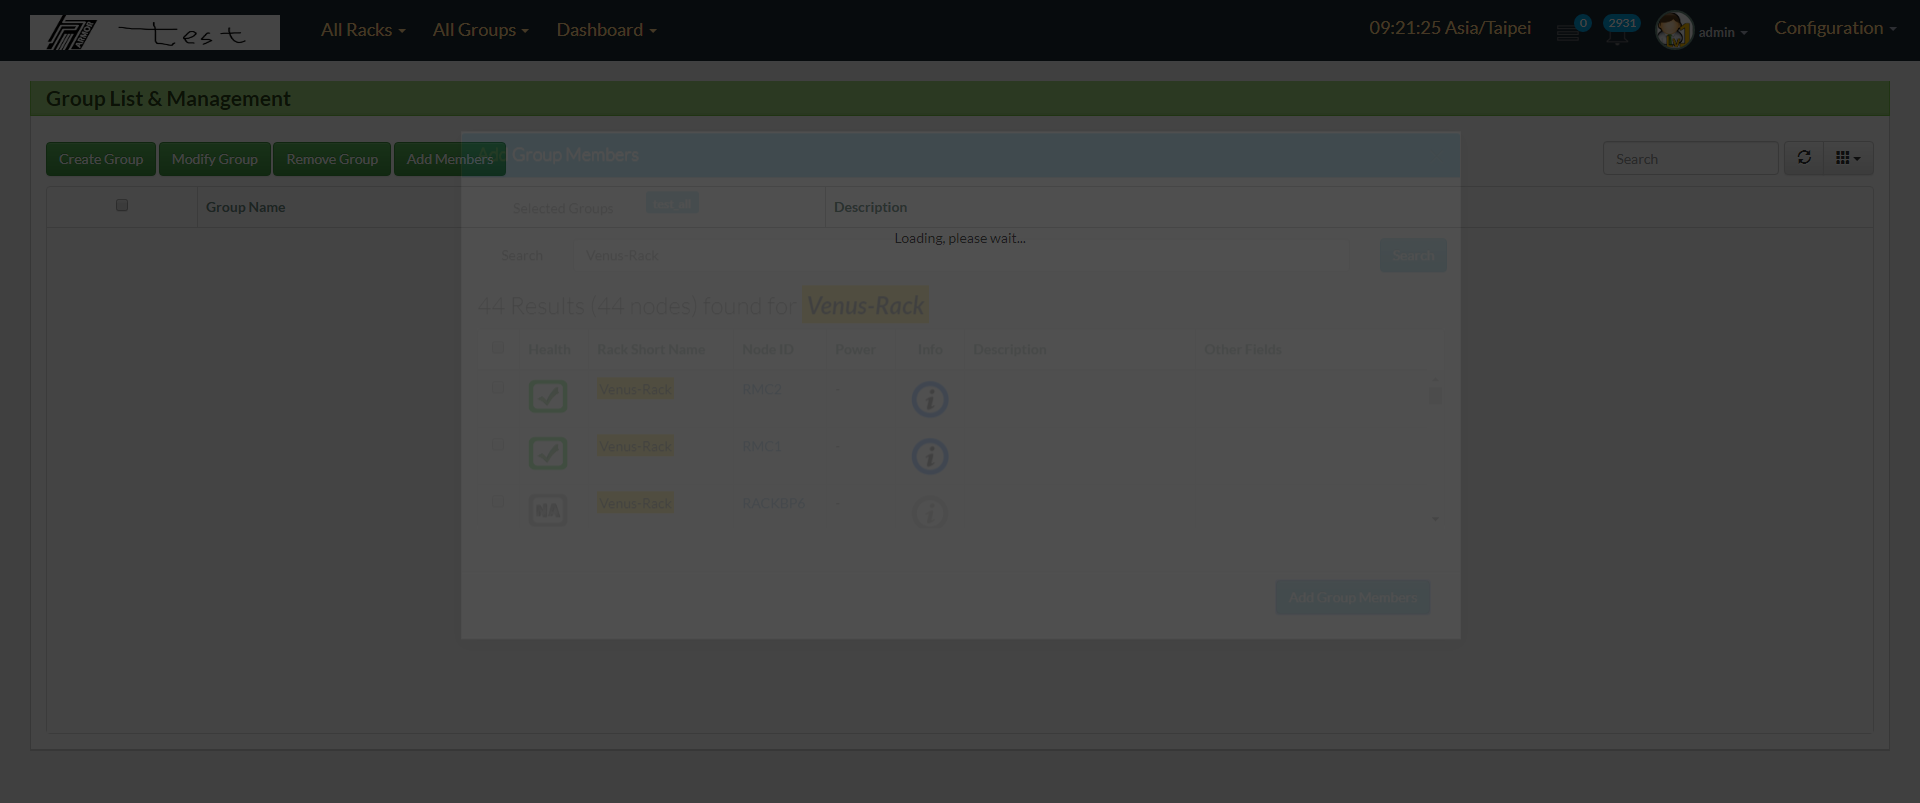 ARMOR test All Racks All Groups Dashboard 09:21:25 Asia/Taipei 0 2931 admin Configuration
Group List & Management
Add Group Members
Create Group Modify Group Remove Group Add Members Search
Group Name Description
Selected Groups
Loading, please wait...
Search Venus-Rack Search
44 Results (44 nodes) found for Venus-Rack
Health Rack Short Name Node ID Power Info Description Other Fields
Venus-Rack RMC2 -
Venus-Rack RMC1 -
NA Venus-Rack RACKBP6 -
Add Group Members